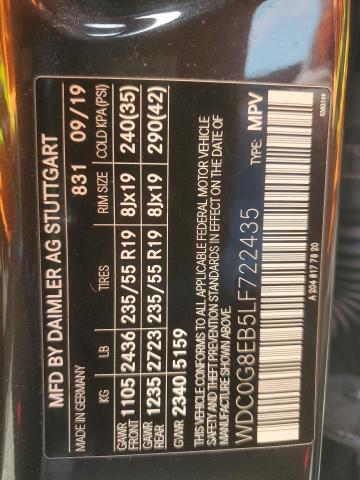 MFD BY DAIMLER AG STUTTGART
MADE IN GERMANY 831 09/19
KG LB TIRES RIM SIZE COLD KPA(PSI)
GAWR FRONT 1105 2436 235/55 R19 8Jx19 240(35)
GAWR REAR 1235 2723 235/55 R19 8Jx19 290(42)
GVWR 2340 5159
THIS VEHICLE CONFORMS TO ALL APPLICABLE FEDERAL MOTOR VEHICLE
SAFETY AND THEFT PREVENTION STANDARDS IN EFFECT ON THE DATE OF
MANUFACTURE SHOWN ABOVE.
WDC0G8EB5LF722435 TYPE: MPV
A 204 817 78 20
0383149